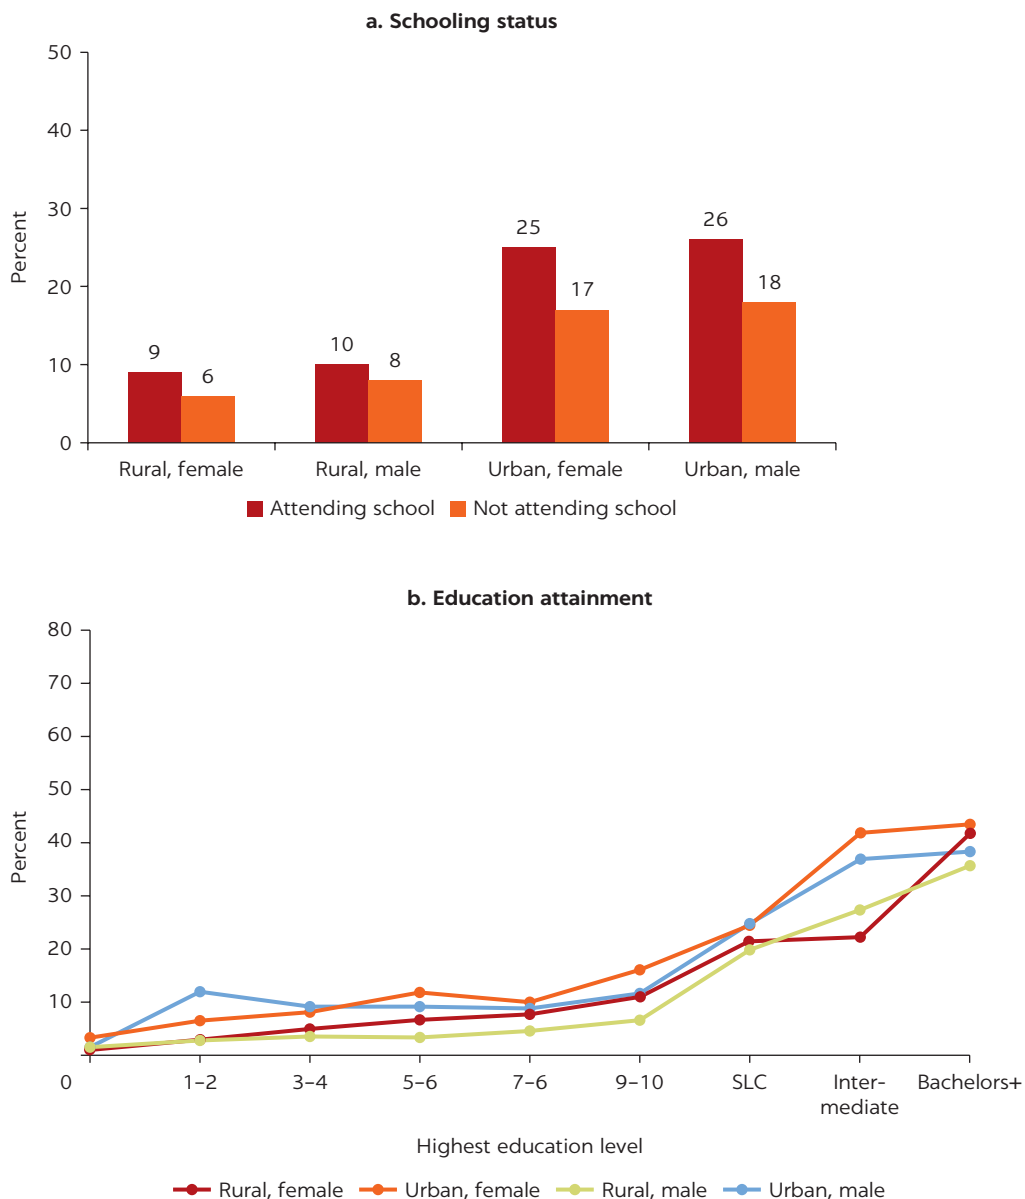 a. Schooling status
50
40
30
20
10
0
Percent
9
6
10
8
25
17
26
18
Rural, female
Rural, male
Urban, female
Urban, male
Attending school
Not attending school
b. Education attainment
80
70
60
50
40
30
20
10
0
Percent
1–2
3–4
5–6
7–6
9–10
SLC
Inter-
mediate
Bachelors+
Highest education level
Rural, female
Urban, female
Rural, male
Urban, male